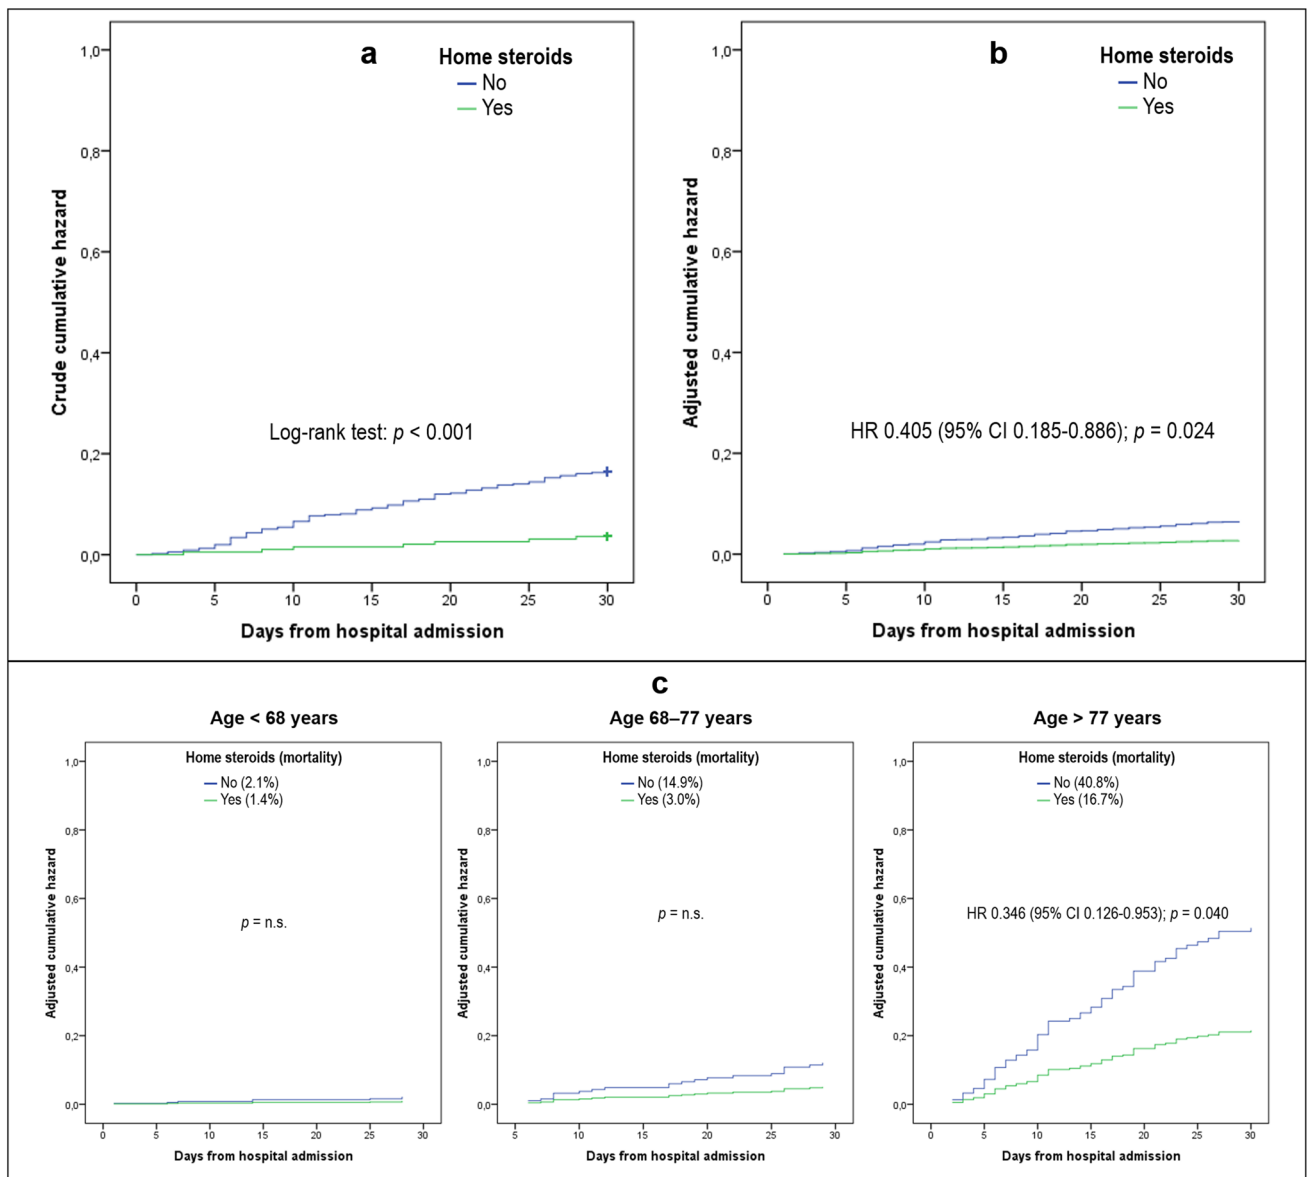 a
Home steroids
No
Yes
1,0
0,8
0,6
0,4
0,2
0,0
Crude cumulative hazard
Log-rank test: p < 0.001
0 5 10 15 20 25 30
Days from hospital admission
b
Home steroids
No
Yes
1,0
0,8
0,6
0,4
0,2
0,0
Adjusted cumulative hazard
HR 0.405 (95% CI 0.185-0.886); p = 0.024
0 5 10 15 20 25 30
Days from hospital admission
c
Age < 68 years
Home steroids (mortality)
No (2.1%)
Yes (1.4%)
1,0
0,8
0,6
0,4
0,2
0,0
Adjusted cumulative hazard
p = n.s.
0 5 10 15 20 25 30
Days from hospital admission
Age 68–77 years
Home steroids (mortality)
No (14.9%)
Yes (3.0%)
1,0
0,8
0,6
0,4
0,2
0,0
Adjusted cumulative hazard
p = n.s.
5 10 15 20 25 30
Days from hospital admission
Age > 77 years
Home steroids (mortality)
No (40.8%)
Yes (16.7%)
1,0
0,8
0,6
0,4
0,2
0,0
Adjusted cumulative hazard
HR 0.346 (95% CI 0.126-0.953); p = 0.040
0 5 10 15 20 25 30
Days from hospital admission